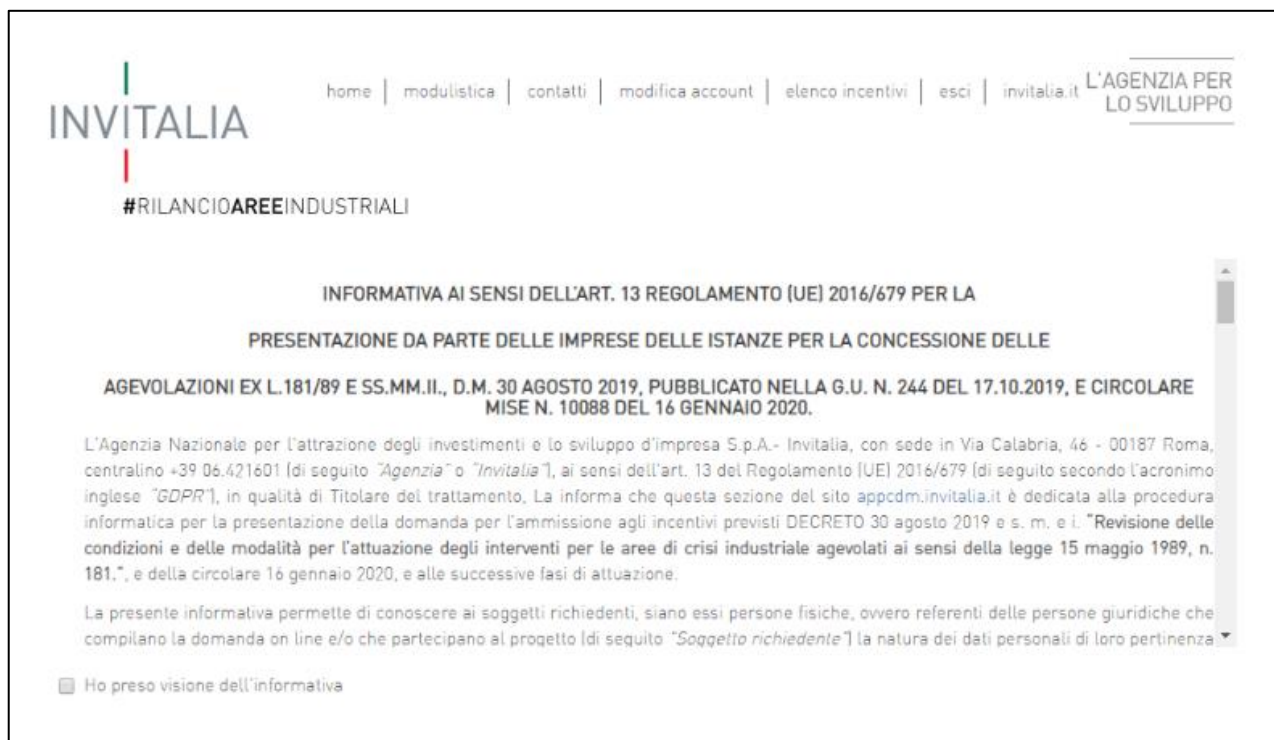 INVITALIA
home | modulistica | contatti | modifica account | elenco incentivi | esci | invitalia.it
L'AGENZIA PER
LO SVILUPPO
#RILANCIOAREEINDUSTRIALI
INFORMATIVA AI SENSI DELL'ART. 13 REGOLAMENTO (UE) 2016/679 PER LA
PRESENTAZIONE DA PARTE DELLE IMPRESE DELLE ISTANZE PER LA CONCESSIONE DELLE
AGEVOLAZIONI EX L.181/89 E SS.MM.II., D.M. 30 AGOSTO 2019, PUBBLICATO NELLA G.U. N. 244 DEL 17.10.2019, E CIRCOLARE
MISE N. 10088 DEL 16 GENNAIO 2020.
L'Agenzia Nazionale per l'attrazione degli investimenti e lo sviluppo d'impresa S.p.A.- Invitalia, con sede in Via Calabria, 46 - 00187 Roma,
centralino +39 06.421601 (di seguito "Agenzia" o "Invitalia"), ai sensi dell'art. 13 del Regolamento (UE) 2016/679 (di seguito secondo l'acronimo
inglese "GDPR"), in qualità di Titolare del trattamento, La informa che questa sezione del sito appcdm.invitalia.it è dedicata alla procedura
informatica per la presentazione della domanda per l'ammissione agli incentivi previsti DECRETO 30 agosto 2019 e s. m. e i. "Revisione delle
condizioni e delle modalità per l'attuazione degli interventi per le aree di crisi industriale agevolati ai sensi della legge 15 maggio 1989, n.
181.", e della circolare 16 gennaio 2020, e alle successive fasi di attuazione.
La presente informativa permette di conoscere ai soggetti richiedenti, siano essi persone fisiche, ovvero referenti delle persone giuridiche che
compilano la domanda on line e/o che partecipano al progetto (di seguito "Soggetto richiedente") la natura dei dati personali di loro pertinenza
Ho preso visione dell'informativa